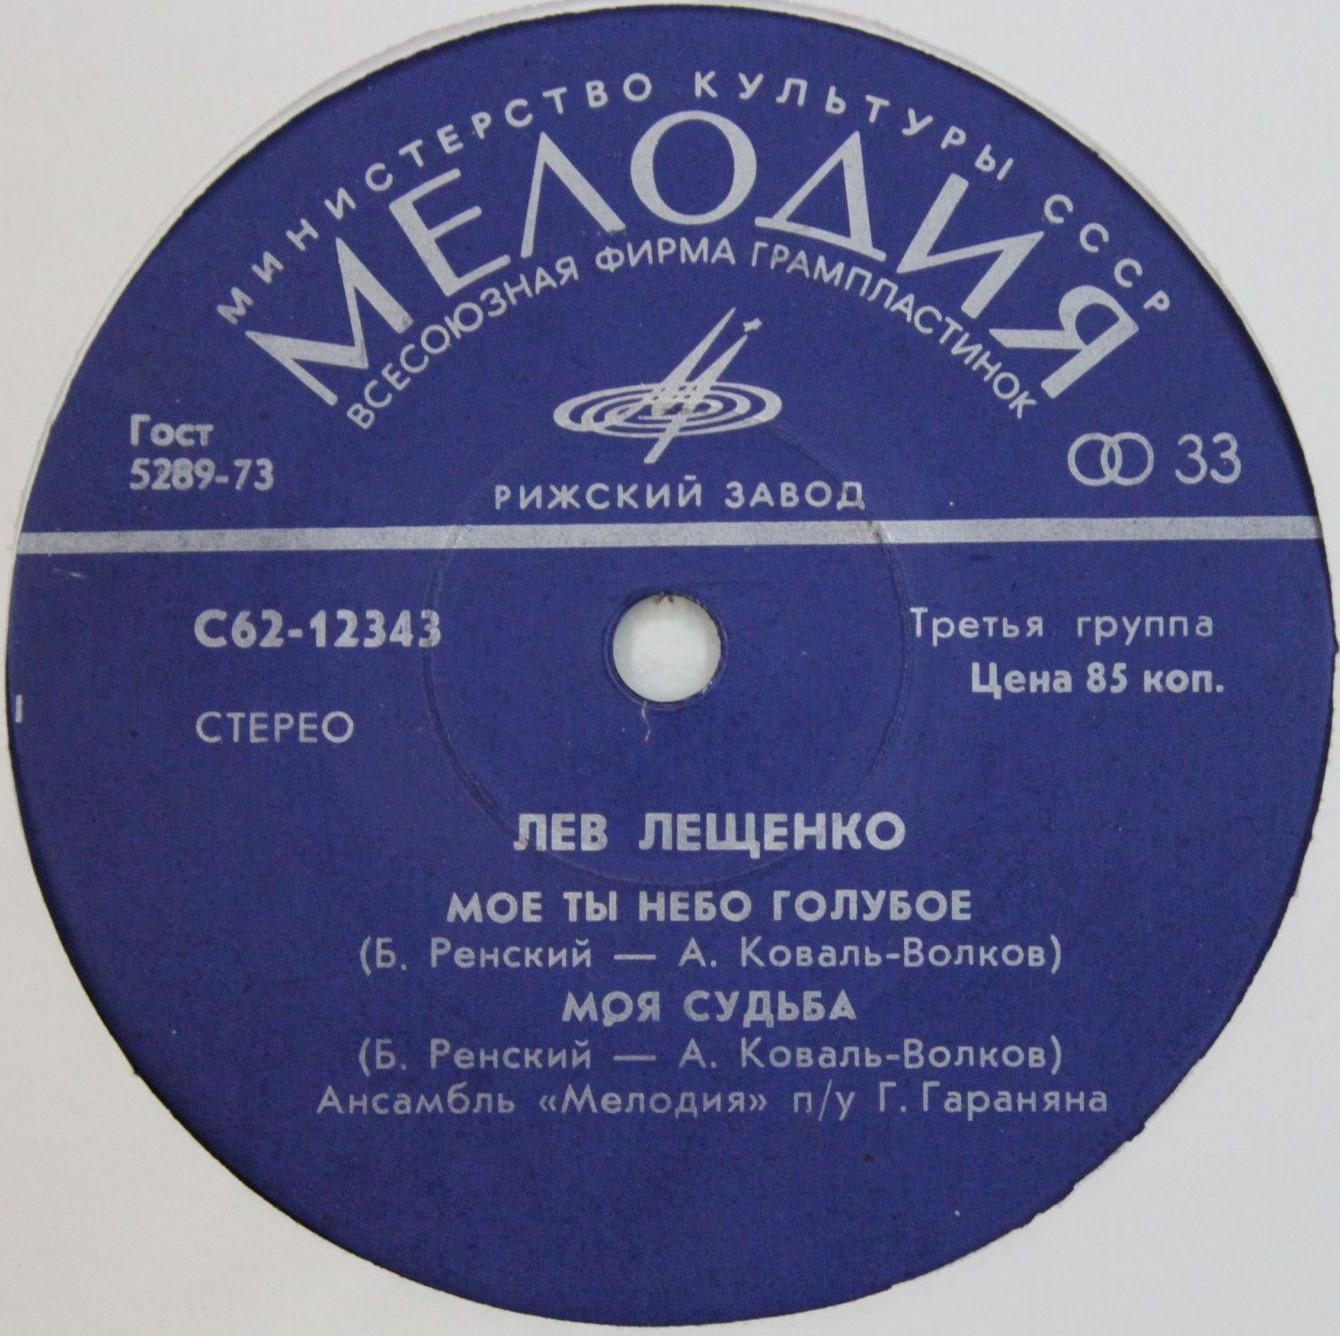 МИНИСТЕРСТВО КУЛЬТУРЫ СССР
МЕЛОДИЯ
ВСЕСОЮЗНАЯ ФИРМА ГРАМПЛАСТИНОК
Гост
5289-73
33
РИЖСКИЙ ЗАВОД
С62-12343
Третья группа
Цена 85 коп.
СТЕРЕО
ЛЕВ ЛЕЩЕНКО
МОЕ ТЫ НЕБО ГОЛУБОЕ
(Б. Ренский — А. Коваль-Волков)
МОЯ СУДЬБА
(Б. Ренский — А. Коваль-Волков)
Ансамбль «Мелодия» п/у Г. Гараняна